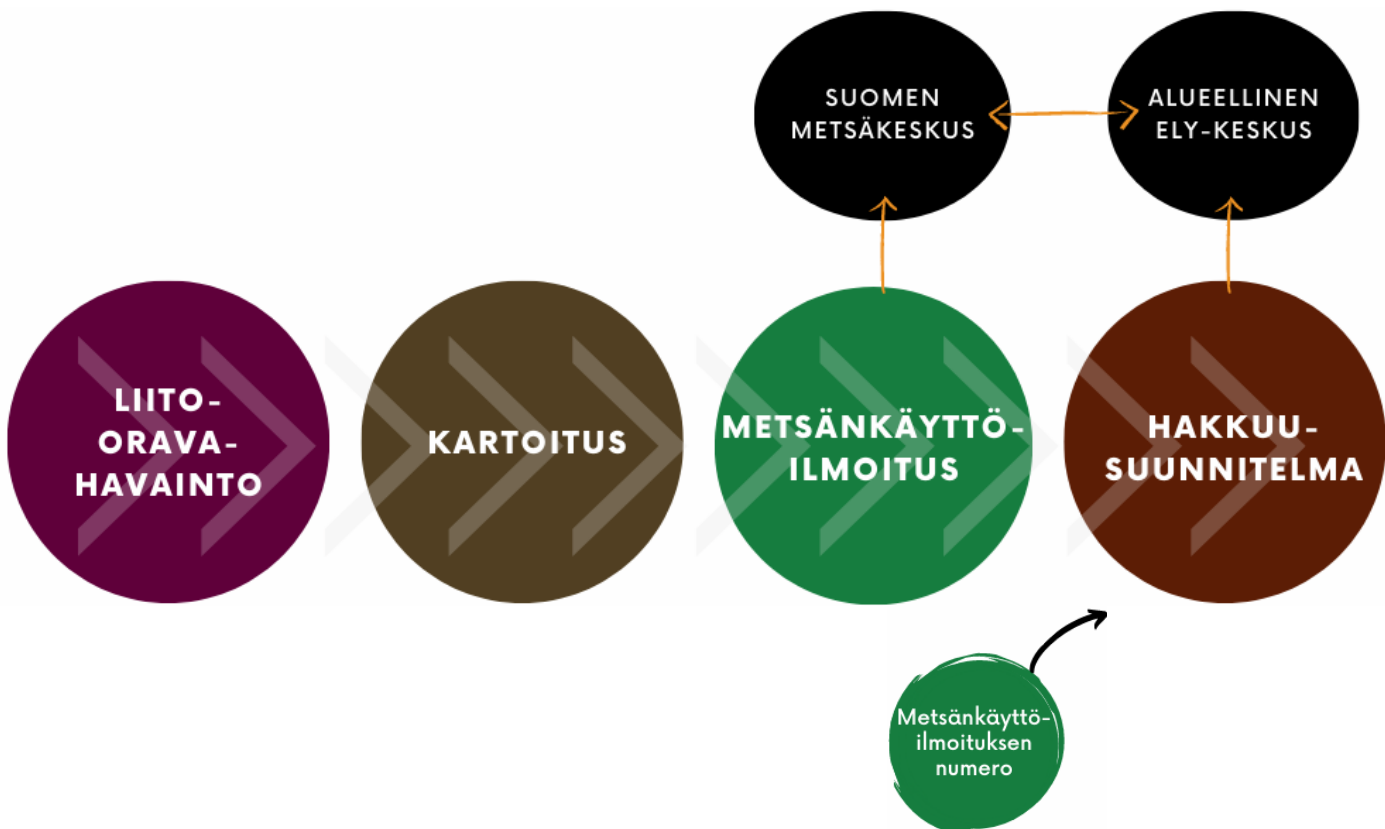 SUOMEN
METSÄKESKUS
ALUEELLINEN
ELY-KESKUS
LIITO-
ORAVA-
HAVAINTO
KARTOITUS
METSÄNKÄYTTÖ-
ILMOITUS
HAKKUU-
SUUNNITELMA
Metsänkäyttö-
ilmoituksen
numero